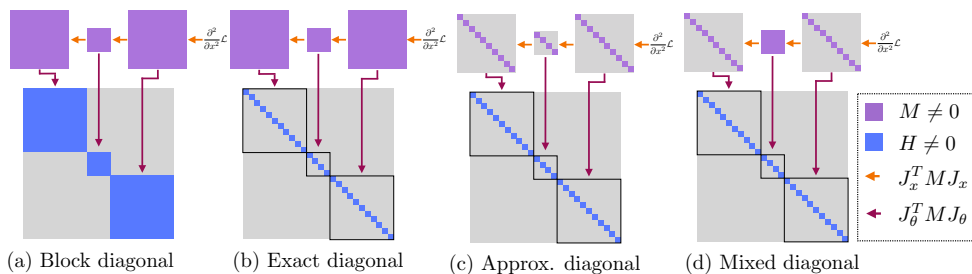 ∂²/∂x² ℒ
∂²/∂x² ℒ
∂²/∂x² ℒ
∂²/∂x² ℒ
M ≠ 0
H ≠ 0
J_x^T M J_x
J_θ^T M J_θ
(a) Block diagonal
(b) Exact diagonal
(c) Approx. diagonal
(d) Mixed diagonal